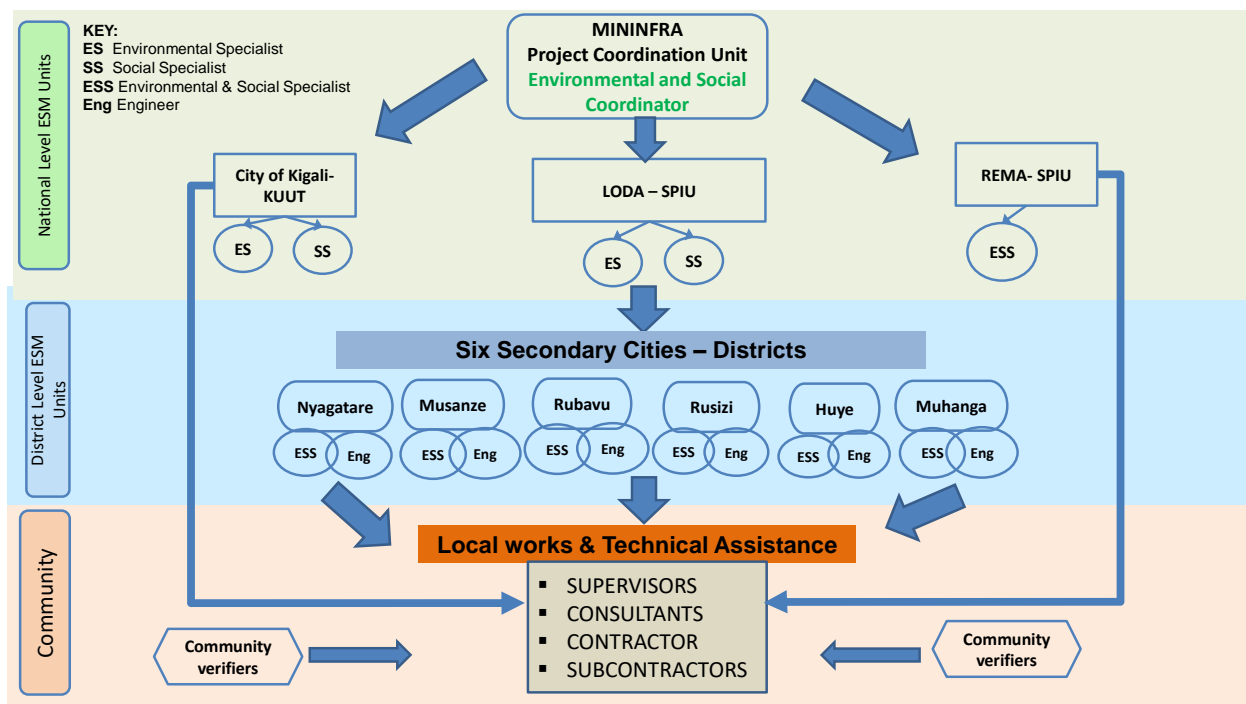 KEY:
ES Environmental Specialist
SS Social Specialist
ESS Environmental & Social Specialist
Eng Engineer
MININFRA
Project Coordination Unit
Environmental and Social
Coordinator
National Level ESM Units
City of Kigali-
KUUT
ES
SS
LODA – SPIU
ES
SS
REMA- SPIU
ESS
District Level ESM
Units
Six Secondary Cities – Districts
Nyagatare
ESS
Eng
Musanze
ESS
Eng
Rubavu
ESS
Eng
Rusizi
ESS
Eng
Huye
ESS
Eng
Muhanga
ESS
Eng
Community
Local works & Technical Assistance
▪ SUPERVISORS
▪ CONSULTANTS
▪ CONTRACTOR
▪ SUBCONTRACTORS
Community
verifiers
Community
verifiers